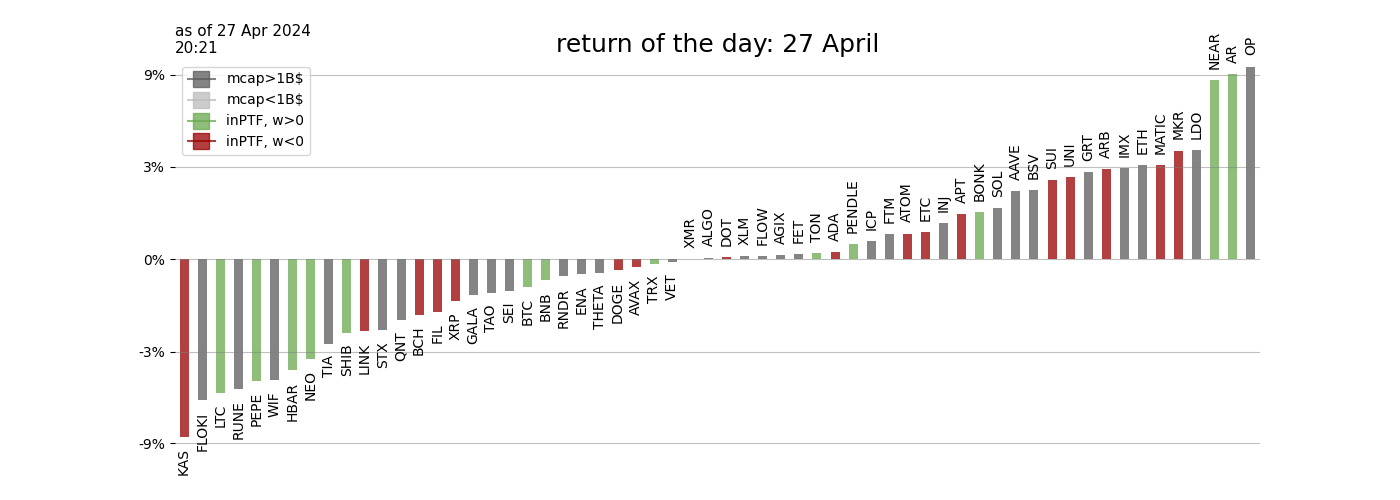 as of 27 Apr 2024
20:21
return of the day: 27 April
mcap>1B$
mcap<1B$
inPTF, w>0
inPTF, w<0
9%
3%
0%
-3%
-9%
KAS
FLOKI
LTC
RUNE
PEPE
WIF
HBAR
NEO
TIA
SHIB
LINK
STX
QNT
BCH
FIL
XRP
GALA
TAO
SEI
BTC
BNB
RNDR
ENA
THETA
DOGE
AVAX
TRX
VET
XMR
ALGO
DOT
XLM
FLOW
AGIX
FET
TON
ADA
PENDLE
ICP
FTM
ATOM
ETC
INJ
APT
BONK
SOL
AAVE
BSV
SUI
UNI
GRT
ARB
IMX
ETH
MATIC
MKR
LDO
NEAR
AR
OP